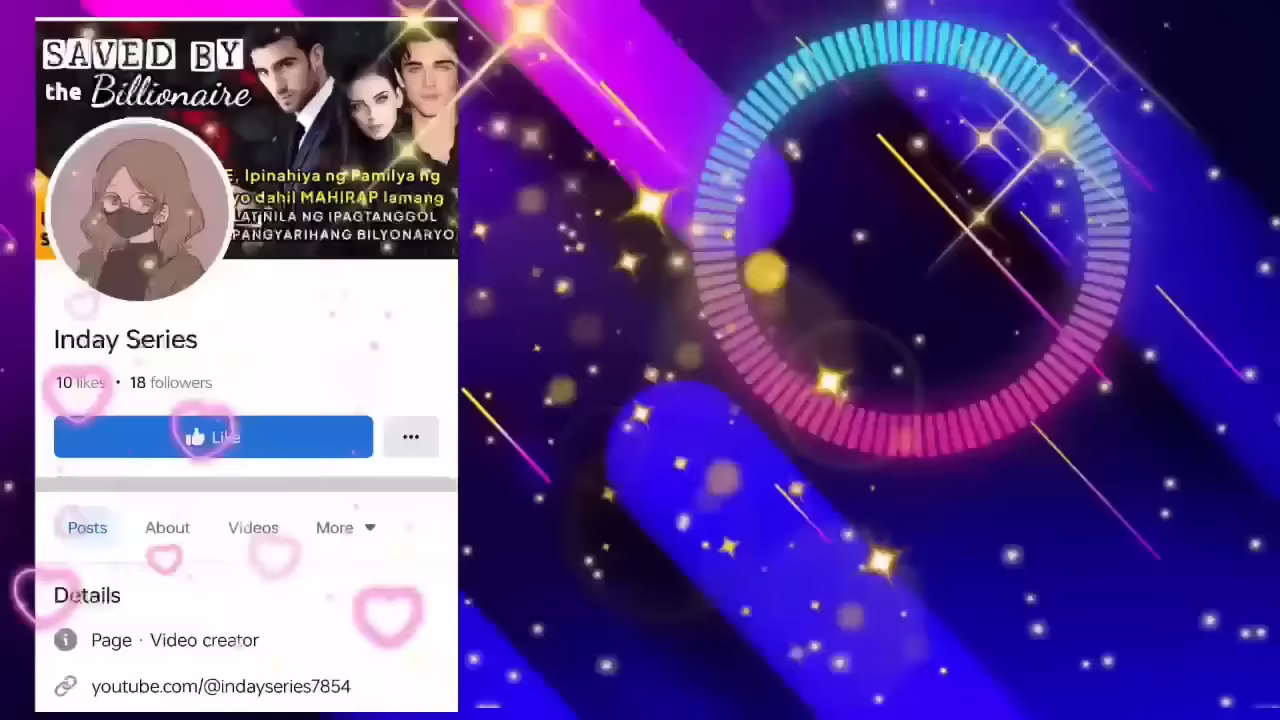 SAVED BY
the Billionaire
E, Ipinahiya ng Pamilya ng
yo dahil MAHIRAP lamang
NILA NG IPAGTANGGOL
PANGYARIHANG BILYONARYO
Inday Series
10 likes • 18 followers
Like
Posts About Videos More
Details
Page · Video creator
youtube.com/@indayseries7854